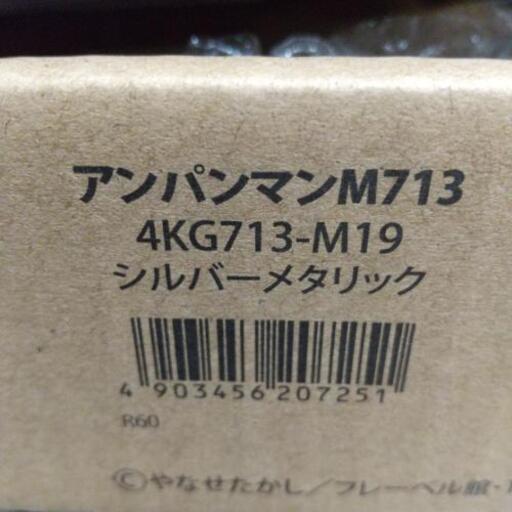 アンパンマンM713
4KG713-M19
シルバーメタリック
4 903456 207251
R60
©やなせたかし/フレーベル館・